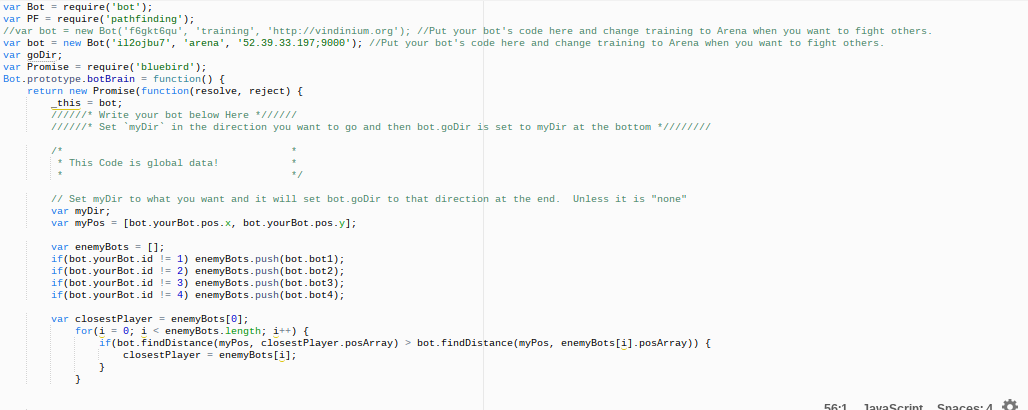 var Bot = require('bot');
var PF = require('pathfinding');
//var bot = new Bot('f6gkt6qu', 'training', 'http://vindinium.org'); //Put your bot's code here and change training to Arena when you want to fight others.
var bot = new Bot('il2ojbu7', 'arena', '52.39.33.197;9000'); //Put your bot's code here and change training to Arena when you want to fight others.
var goDir;
var Promise = require('bluebird');
Bot.prototype.botBrain = function() {
    return new Promise(function(resolve, reject) {
        _this = bot;
        //////* Write your bot below Here *//////
        //////* Set `myDir` in the direction you want to go and then bot.goDir is set to myDir at the bottom *////////
        /*                                      *
         * This Code is global data!            *
         *                                      */
        // Set myDir to what you want and it will set bot.goDir to that direction at the end.  Unless it is "none"
        var myDir;
        var myPos = [bot.yourBot.pos.x, bot.yourBot.pos.y];
        var enemyBots = [];
        if(bot.yourBot.id != 1) enemyBots.push(bot.bot1);
        if(bot.yourBot.id != 2) enemyBots.push(bot.bot2);
        if(bot.yourBot.id != 3) enemyBots.push(bot.bot3);
        if(bot.yourBot.id != 4) enemyBots.push(bot.bot4);
        var closestPlayer = enemyBots[0];
            for(i = 0; i < enemyBots.length; i++) {
                if(bot.findDistance(myPos, closestPlayer.posArray) > bot.findDistance(myPos, enemyBots[i].posArray)) {
                    closestPlayer = enemyBots[i];
                }
            }
56:1 JavaScript Spaces: 4